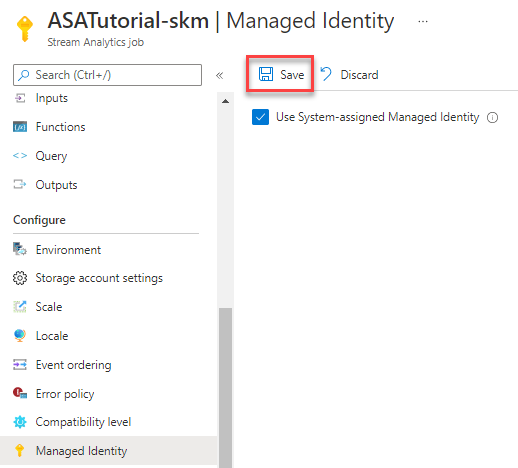 ASATutorial-skm | Managed Identity ...
Stream Analytics job
Search (Ctrl+/) «
Inputs
Functions
Query
Outputs
Configure
Environment
Storage account settings
Scale
Locale
Event ordering
Error policy
Compatibility level
Managed Identity
Save Discard
Use System-assigned Managed Identity